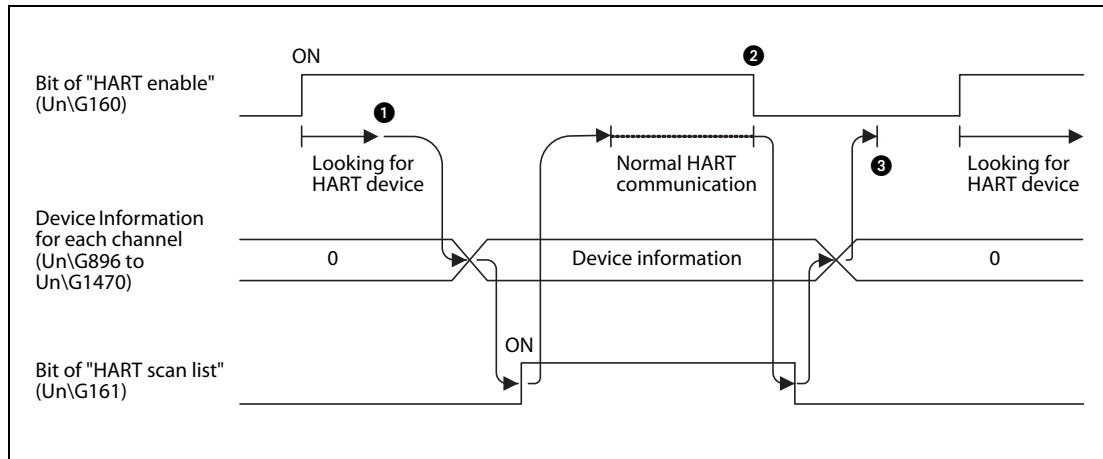 ON
❷
Bit of "HART enable"
(Un\G160)
❶
Looking for
HART device
Normal HART
communication
❸
Looking for
HART device
Device Information
for each channel
(Un\G896 to
Un\G1470)
0
Device information
0
ON
Bit of "HART scan list"
(Un\G161)